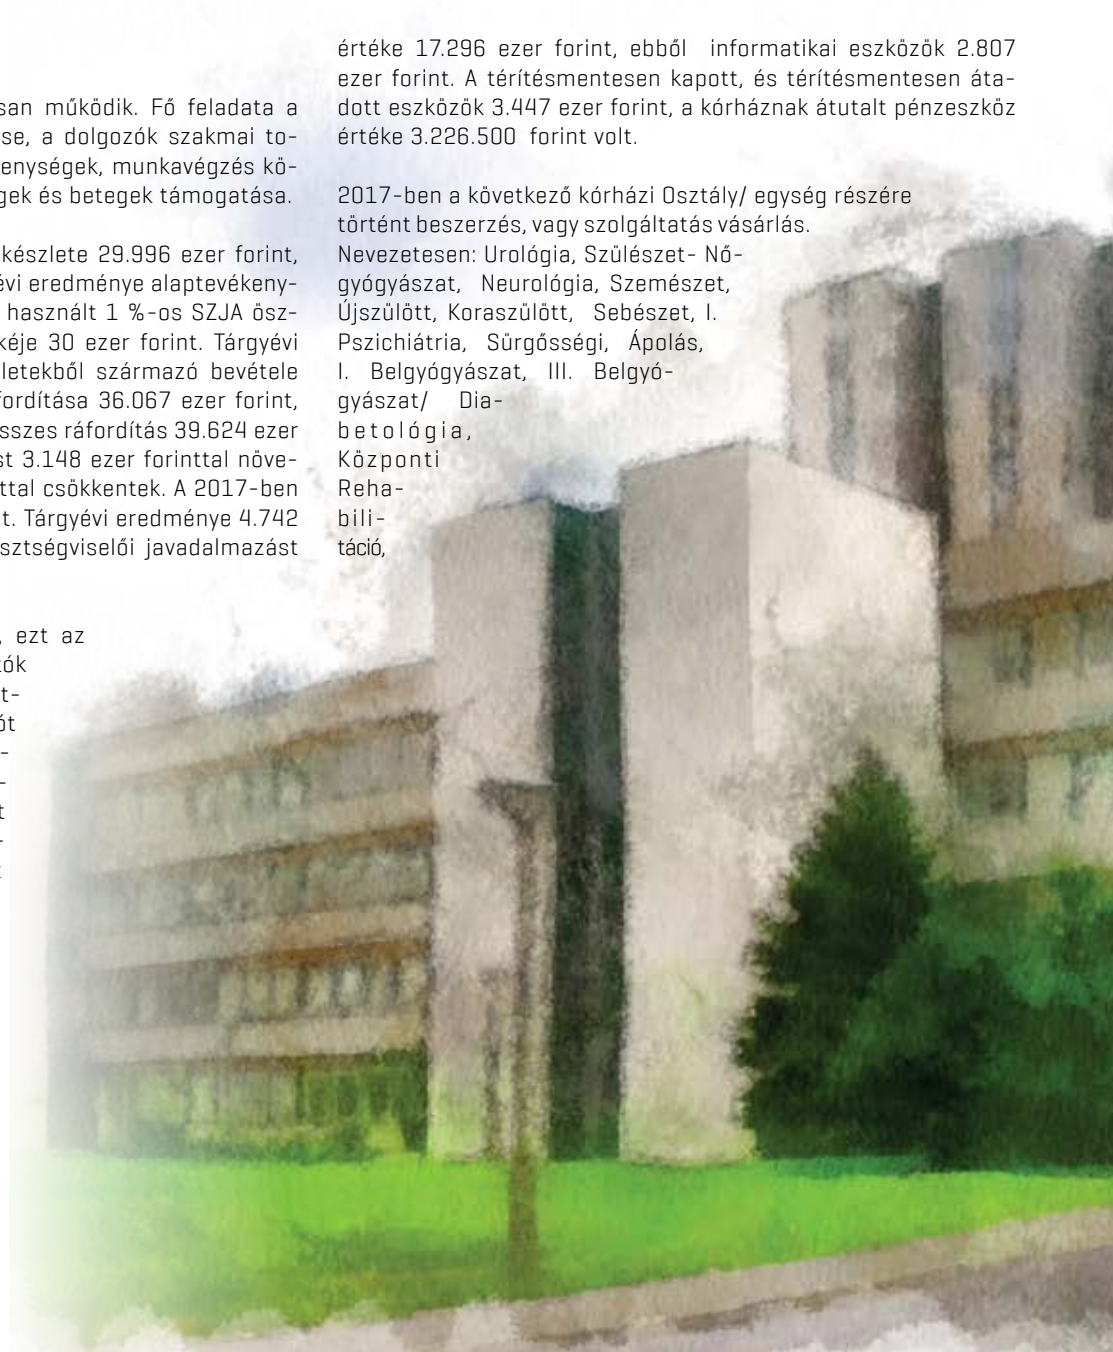 san működik. Fő feladata a
se, a dolgozók szakmai to-
enységek, munkavégzés kö-
gek és betegek támogatása.
készlete 29.996 ezer forint,
évi eredménye alaptevékeny-
használt 1 %-os SZJA ösz-
kéje 30 ezer forint. Tárgyévi
letekből származó bevétele
fordítása 36.067 ezer forint,
sszes ráfordítás 39.624 ezer
st 3.148 ezer forinttal növe-
ttal csökkentek. A 2017-ben
t. Tárgyévi eredménye 4.742
sztségviselői javadalmazást
, ezt az
ók
t-
ót
-
-
t
-
értéke 17.296 ezer forint, ebből informatikai eszközök 2.807
ezer forint. A térítésmentesen kapott, és térítésmentesen áta-
dott eszközök 3.447 ezer forint, a kórháznak átutalt pénzeszköz
értéke 3.226.500 forint volt.
2017-ben a következő kórházi Osztály/ egység részére
történt beszerzés, vagy szolgáltatás vásárlás.
Nevezetesen: Urológia, Szülészet- Nő-
gyógyászat, Neurológia, Szemészet,
Újszülött, Koraszülött, Sebészet, I.
Pszichiátria, Sürgősségi, Ápolás,
I. Belgyógyászat, III. Belgyó-
gyászat/ Dia-
betológia,
Központi
Reha-
bili-
táció,